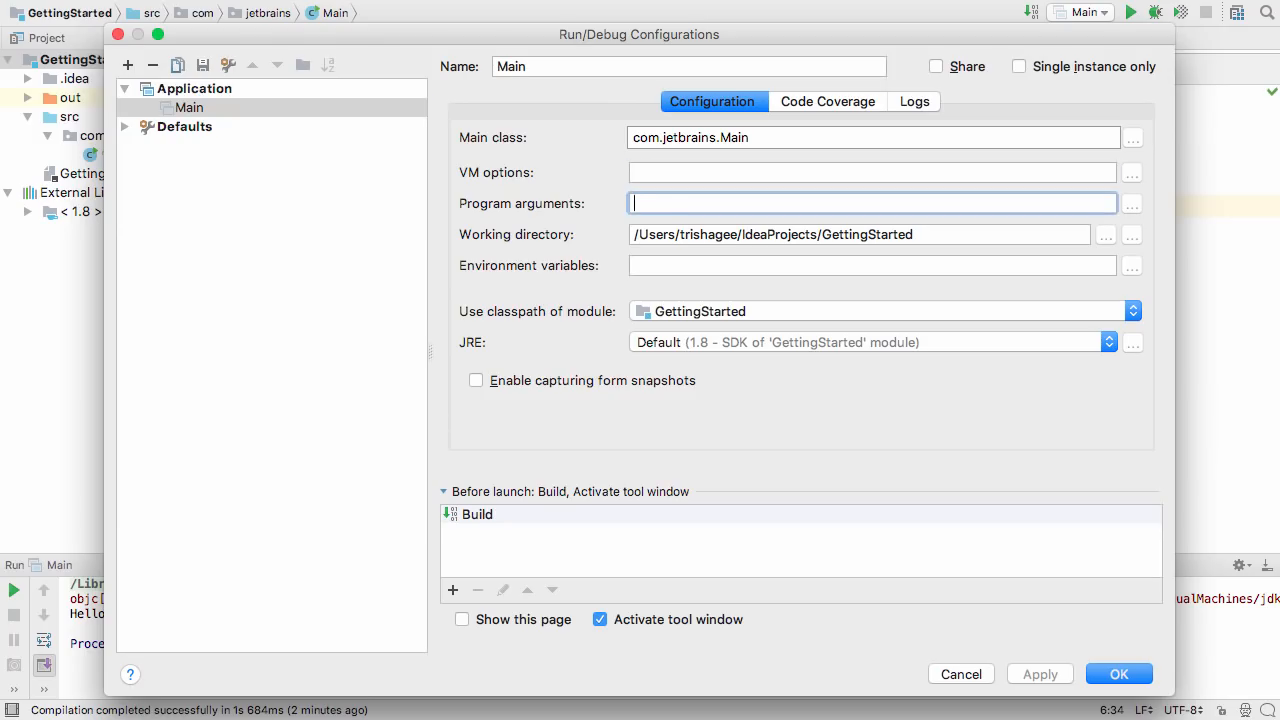 GettingStarted src com jetbrains Main Main
Project
Run/Debug Configurations
GettingSta
.idea
out
src
com
Getting
External Li
< 1.8 >
Application
Main
Defaults
Name: Main Share Single instance only
Configuration Code Coverage Logs
Main class: com.jetbrains.Main ...
VM options: ...
Program arguments: ...
Working directory: /Users/trishagee/IdeaProjects/GettingStarted ... ...
Environment variables: ...
Use classpath of module: GettingStarted
JRE: Default (1.8 - SDK of 'GettingStarted' module) ...
Enable capturing form snapshots
Before launch: Build, Activate tool window
Build
Show this page Activate tool window
? Cancel Apply OK
Run Main
/Libr
objc[ ualMachines/jdk
Hello
Proce
Compilation completed successfully in 1s 684ms (2 minutes ago) 6:34 LF÷ UTF-8÷